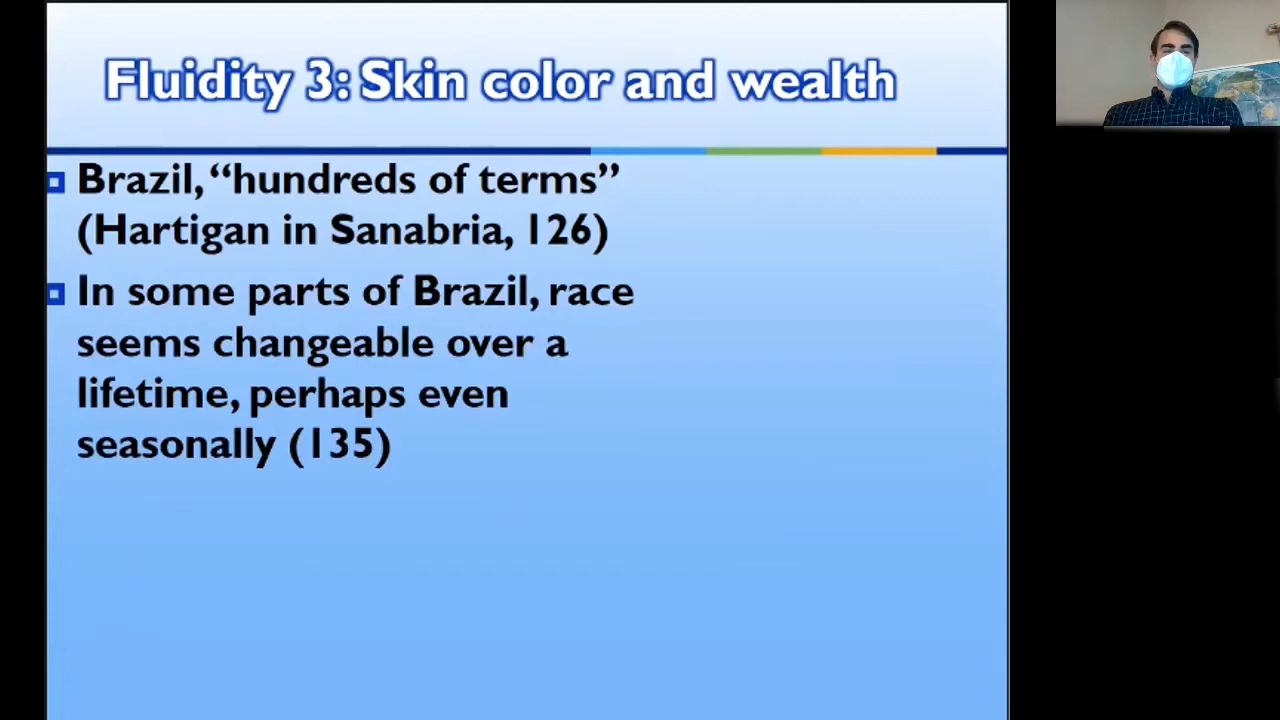 Fluidity 3: Skin color and wealth
Brazil, “hundreds of terms”
(Hartigan in Sanabria, 126)
In some parts of Brazil, race
seems changeable over a
lifetime, perhaps even
seasonally (135)